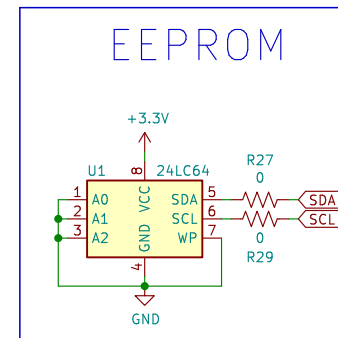 EEPROM
+3.3V
U1
24LC64
R27
0
8
1
A0
VCC
SDA
5
SDA
2
A1
SCL
6
SCL
3
A2
GND
WP
7
0
4
R29
GND